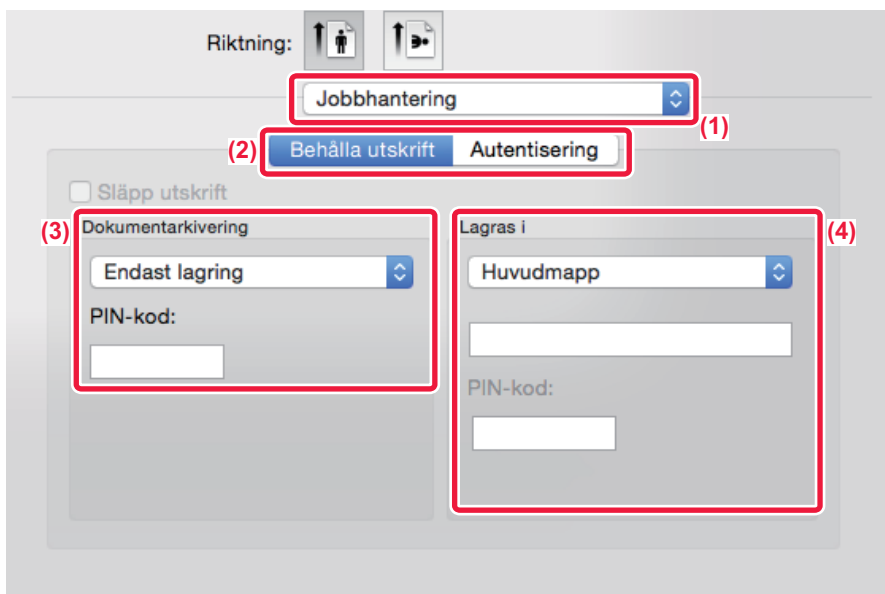 Riktning:
Jobbhantering
(1)
(2)
Behålla utskrift Autentisering
Släpp utskrift
(3)
Dokumentarkivering
Endast lagring
PIN-kod:
Lagras i
(4)
Huvudmapp
PIN-kod: